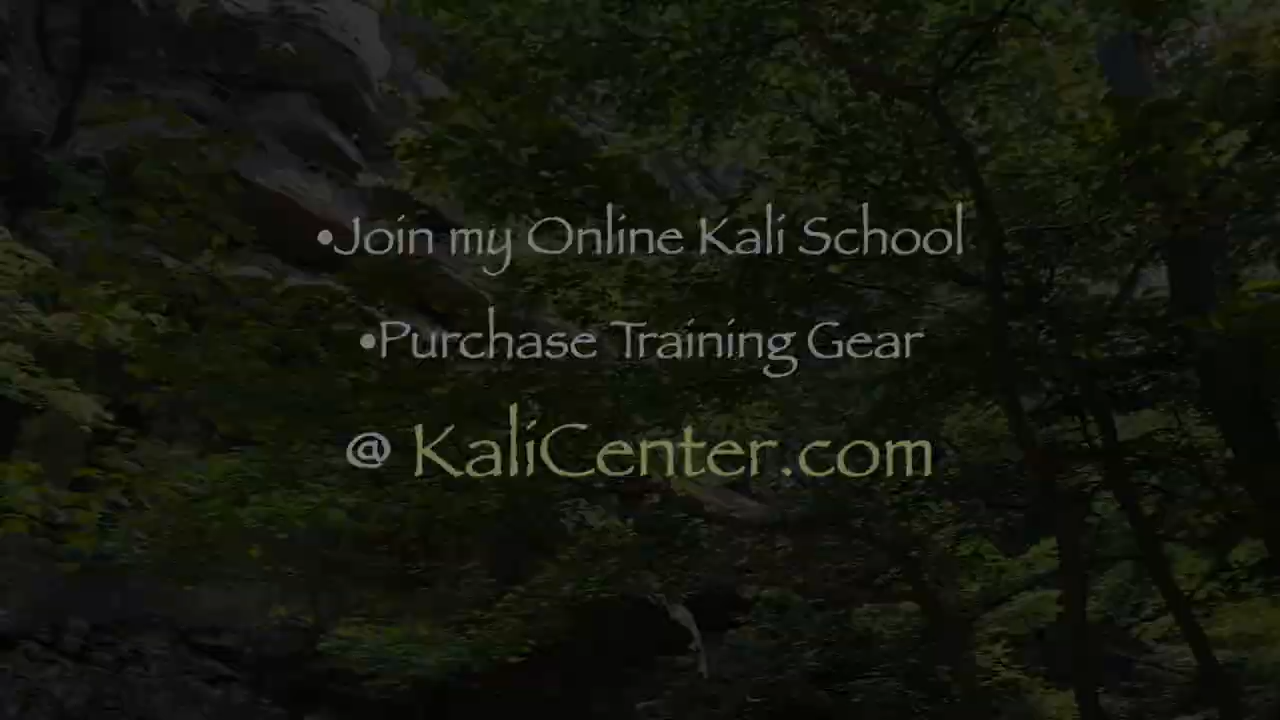 •Join my Online Kali School
•Purchase Training Gear
@ KaliCenter.com